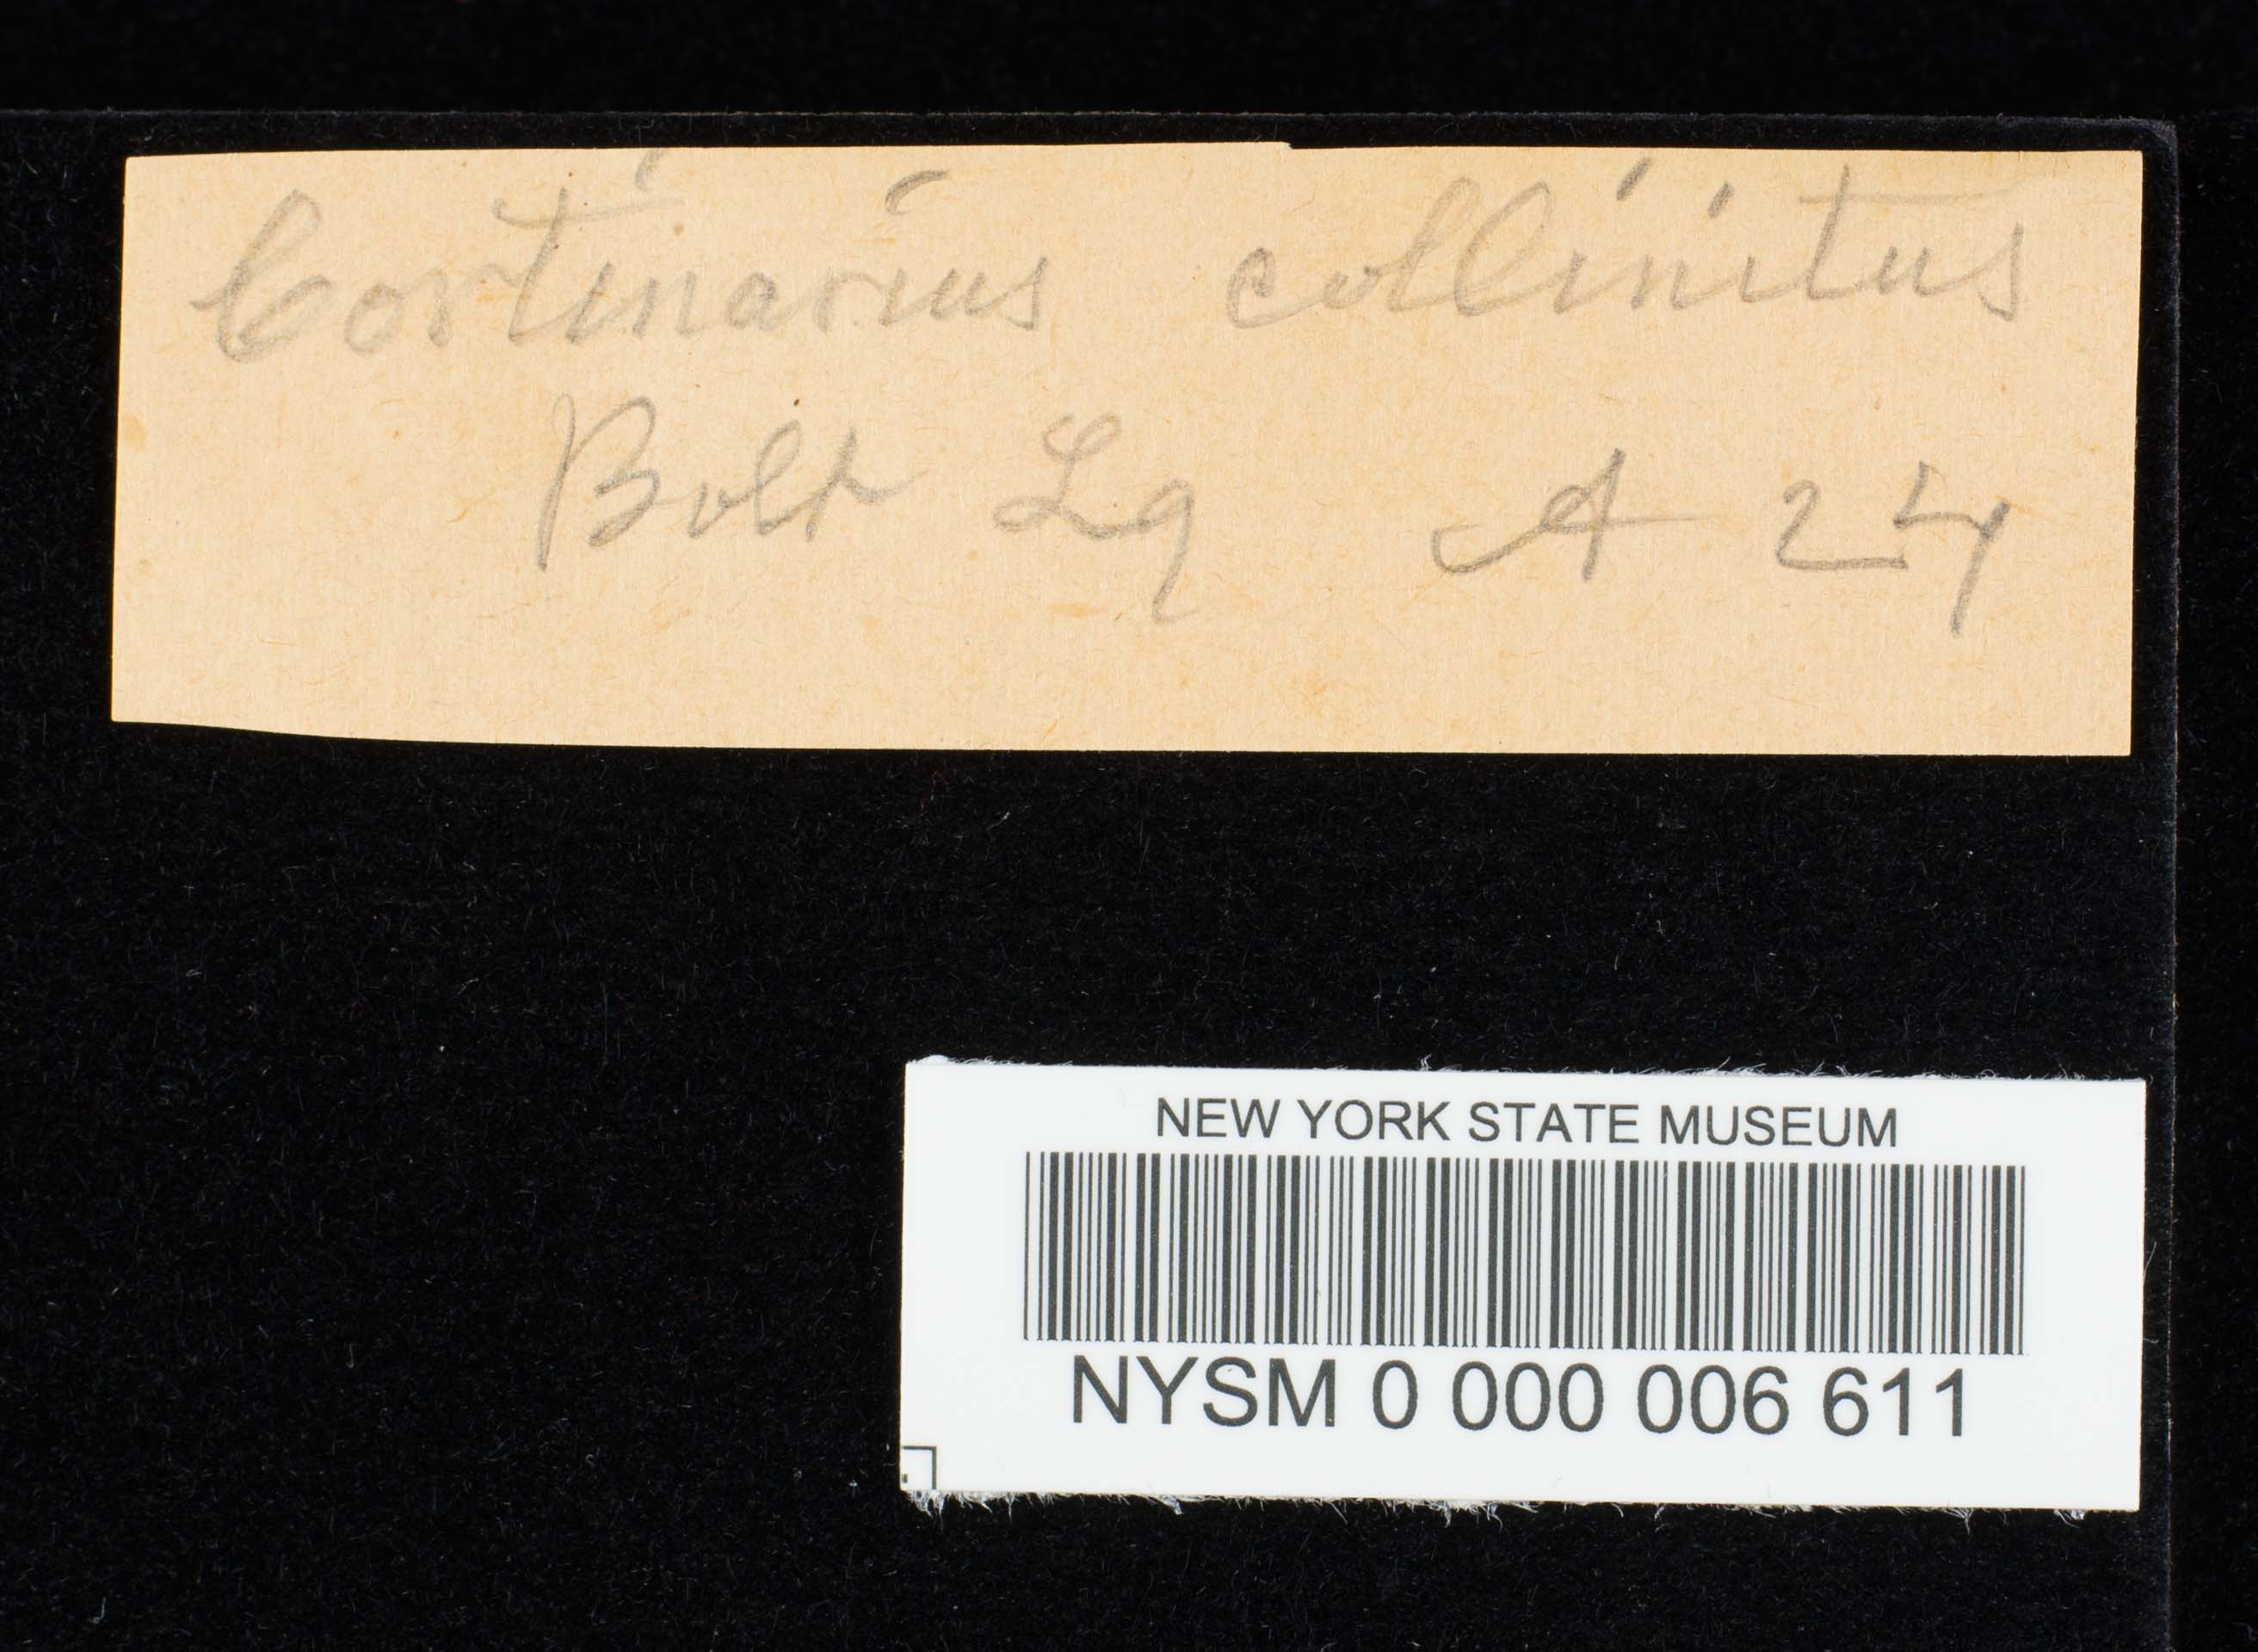 Cortinarius collinitus
Bolt Lg A 24
NEW YORK STATE MUSEUM
NYSM 0 000 006 611